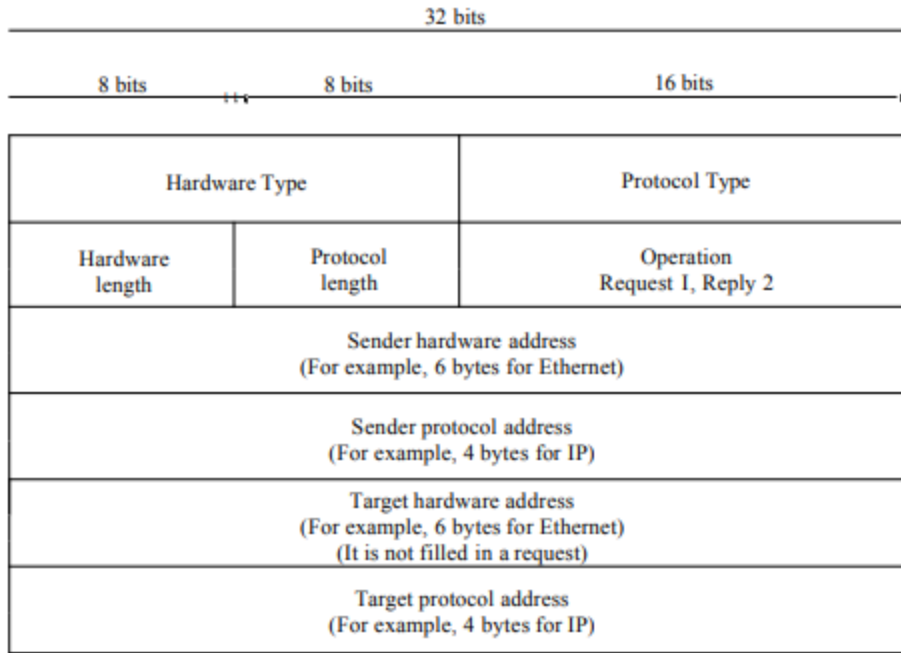 32 bits
8 bits
8 bits
16 bits
Hardware Type
Protocol Type
Hardware
length
Protocol
length
Operation
Request I, Reply 2
Sender hardware address
(For example, 6 bytes for Ethernet)
Sender protocol address
(For example, 4 bytes for IP)
Target hardware address
(For example, 6 bytes for Ethernet)
(It is not filled in a request)
Target protocol address
(For example, 4 bytes for IP)